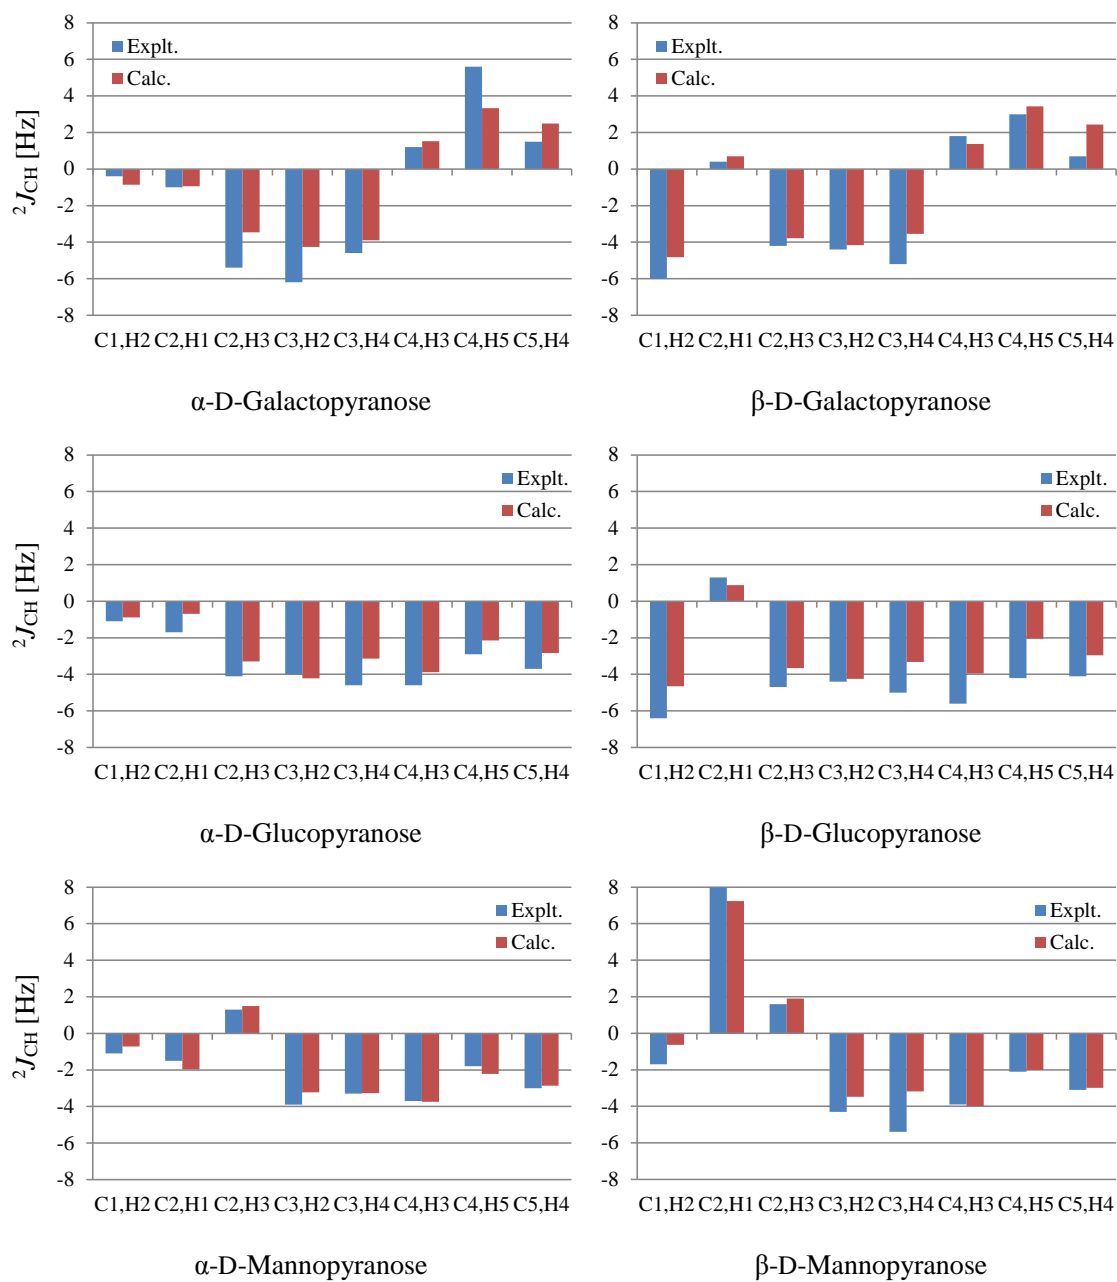 8
6
4
2
0
-2
-4
-6
-8
²JCH [Hz]
Explt.
Calc.
C1,H2 C2,H1 C2,H3 C3,H2 C3,H4 C4,H3 C4,H5 C5,H4
α-D-Galactopyranose
8
6
4
2
0
-2
-4
-6
-8
Explt.
Calc.
C1,H2 C2,H1 C2,H3 C3,H2 C3,H4 C4,H3 C4,H5 C5,H4
β-D-Galactopyranose
8
6
4
2
0
-2
-4
-6
-8
²JCH [Hz]
Explt.
Calc.
C1,H2 C2,H1 C2,H3 C3,H2 C3,H4 C4,H3 C4,H5 C5,H4
α-D-Glucopyranose
8
6
4
2
0
-2
-4
-6
-8
Explt.
Calc.
C1,H2 C2,H1 C2,H3 C3,H2 C3,H4 C4,H3 C4,H5 C5,H4
β-D-Glucopyranose
8
6
4
2
0
-2
-4
-6
-8
²JCH [Hz]
Explt.
Calc.
C1,H2 C2,H1 C2,H3 C3,H2 C3,H4 C4,H3 C4,H5 C5,H4
α-D-Mannopyranose
8
6
4
2
0
-2
-4
-6
-8
Explt.
Calc.
C1,H2 C2,H1 C2,H3 C3,H2 C3,H4 C4,H3 C4,H5 C5,H4
β-D-Mannopyranose